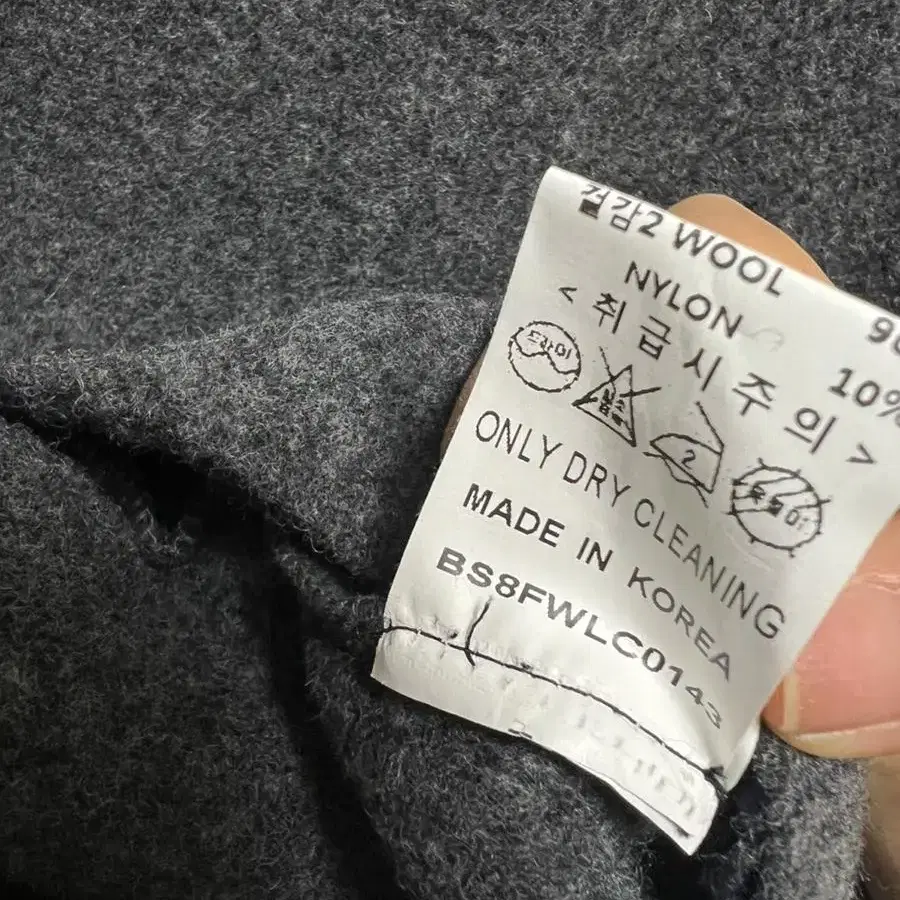 겉감2 WOOL 90
NYLON 10%
< 취 급 시 주 의 >
드라이
2
ONLY DRY CLEANING
MADE IN KOREA
BS8FWLC0143